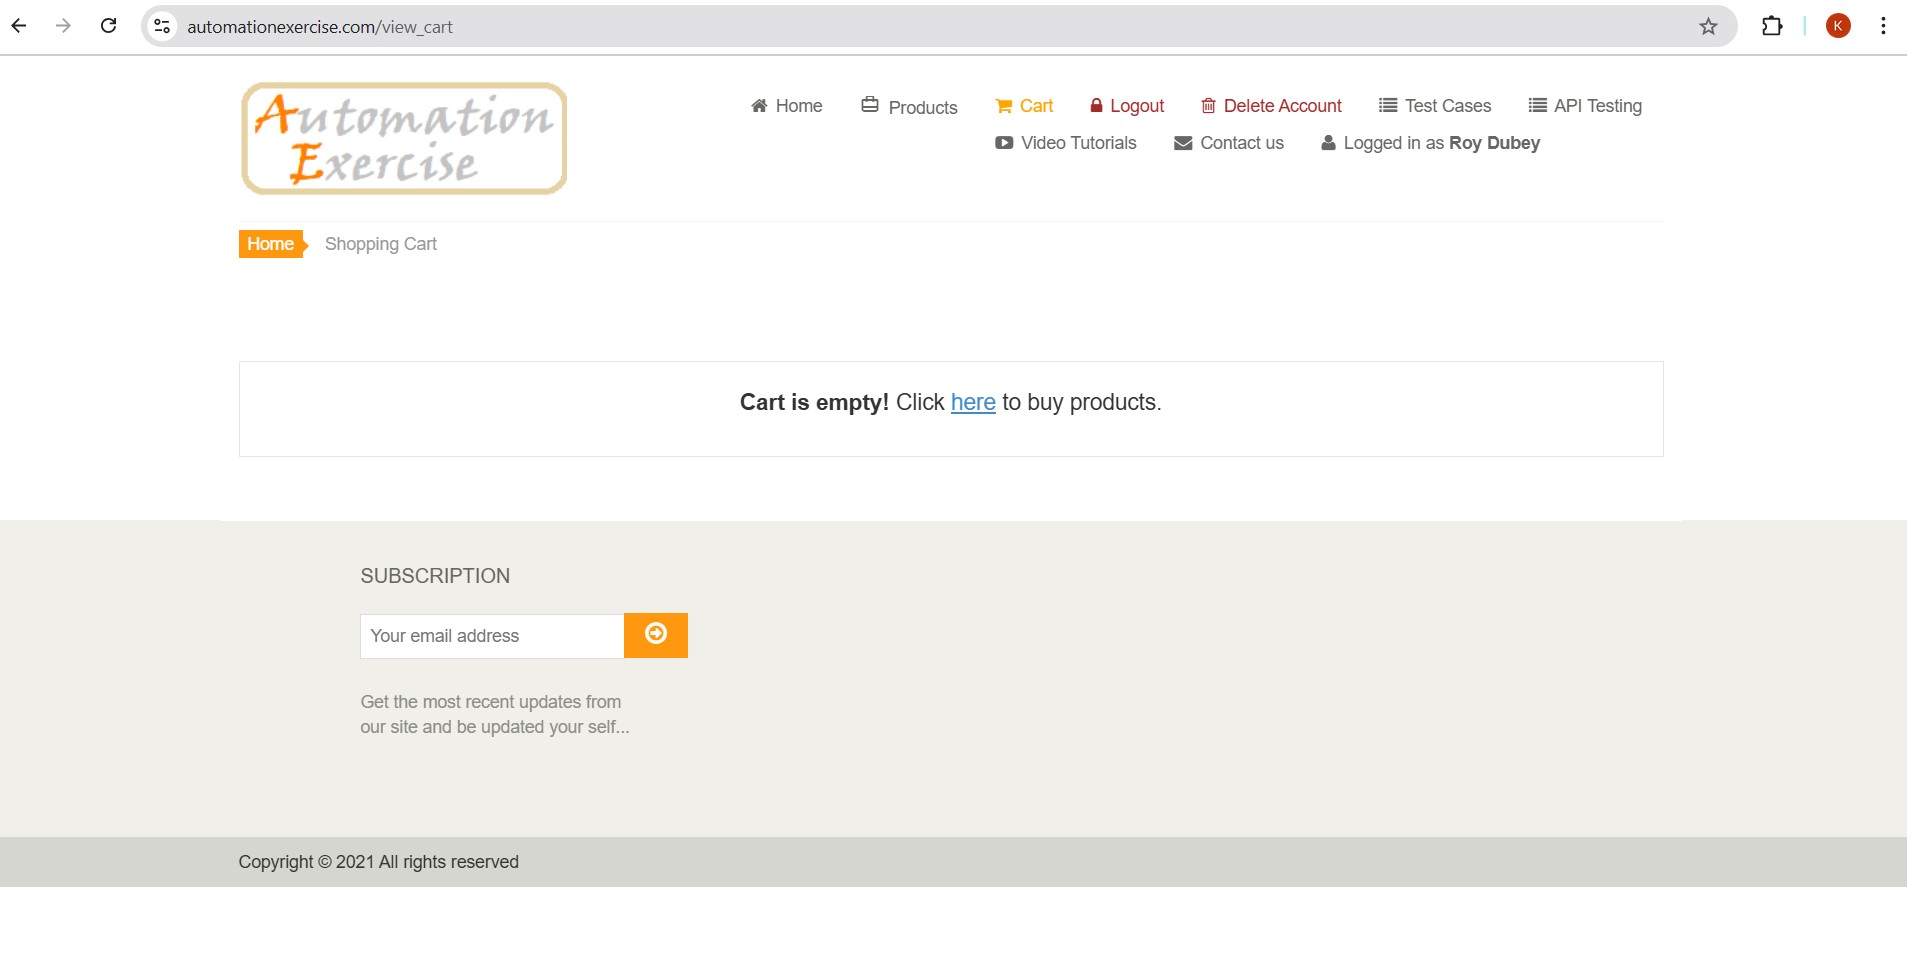 automationexercise.com/view_cart
K
Automation
Exercise
Home Products Cart Logout Delete Account Test Cases API Testing
Video Tutorials Contact us Logged in as Roy Dubey
Home Shopping Cart
Cart is empty! Click here to buy products.
SUBSCRIPTION
Your email address
Get the most recent updates from
our site and be updated your self...
Copyright © 2021 All rights reserved